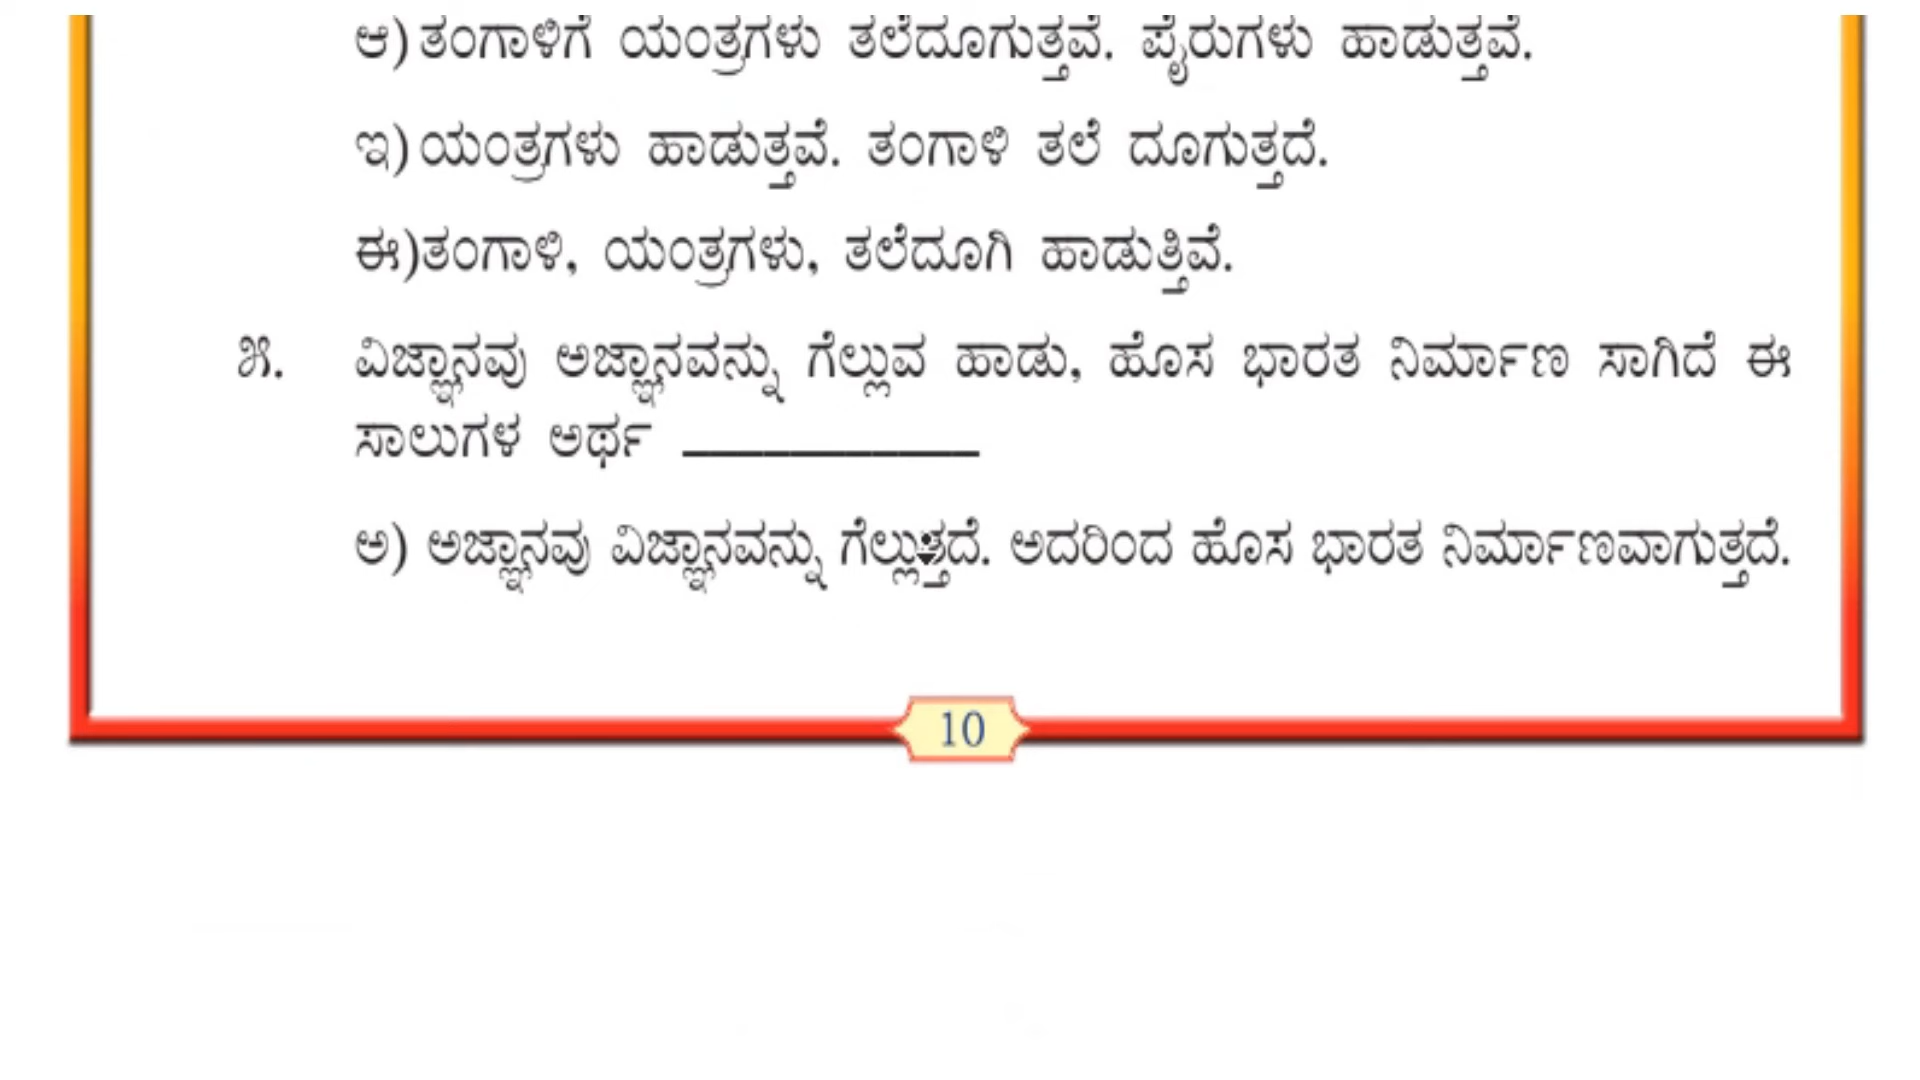 ಆ) ತಂಗಾಳಿಗೆ ಯಂತ್ರಗಳು ತಲೆದೂಗುತ್ತವೆ. ಪೈರುಗಳು ಹಾಡುತ್ತವೆ.
ಇ) ಯಂತ್ರಗಳು ಹಾಡುತ್ತವೆ. ತಂಗಾಳಿ ತಲೆ ದೂಗುತ್ತದೆ.
ಈ)ತಂಗಾಳಿ, ಯಂತ್ರಗಳು, ತಲೆದೂಗಿ ಹಾಡುತ್ತಿವೆ.
೫. ವಿಜ್ಞಾನವು ಅಜ್ಞಾನವನ್ನು ಗೆಲ್ಲುವ ಹಾಡು, ಹೊಸ ಭಾರತ ನಿರ್ಮಾಣ ಸಾಗಿದೆ ಈ
ಸಾಲುಗಳ ಅರ್ಥ ____________
ಅ) ಅಜ್ಞಾನವು ವಿಜ್ಞಾನವನ್ನು ಗೆಲ್ಲುತ್ತದೆ. ಅದರಿಂದ ಹೊಸ ಭಾರತ ನಿರ್ಮಾಣವಾಗುತ್ತದೆ.
10